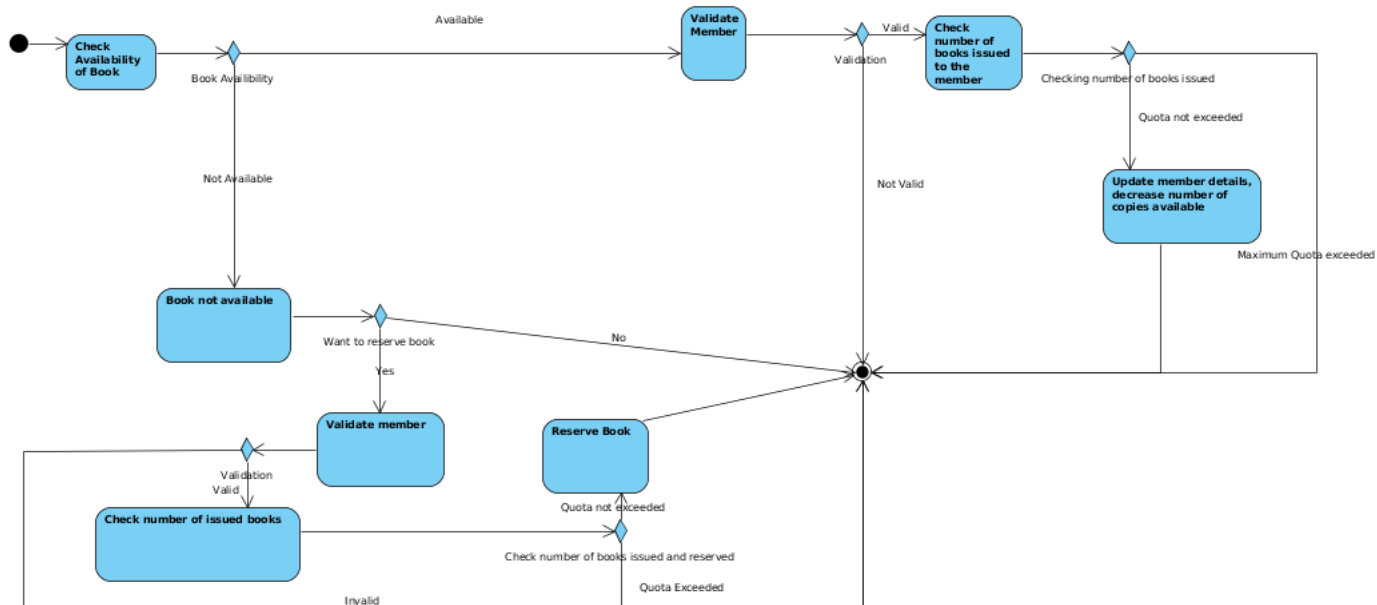 Available
Validate
Member
Valid
Check
number of
books issued
to the
member
Check
Availability
of Book
Book Availibility
Validation
Checking number of books issued
Quota not exceeded
Not Available
Not Valid
Update member details,
decrease number of
copies available
Maximum Quota exceeded
Book not available
Want to reserve book
No
Yes
Validate member
Reserve Book
Validation
Valid
Quota not exceeded
Check number of issued books
Check number of books issued and reserved
Quota Exceeded
Invalid